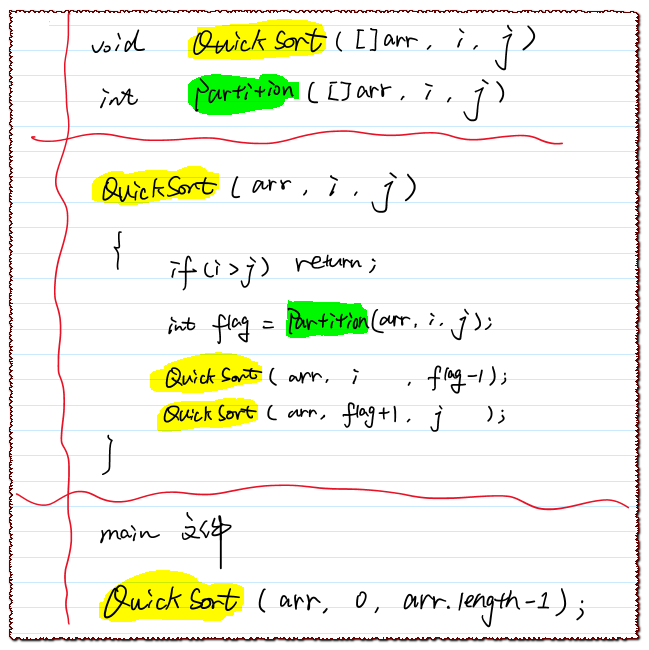 void QuickSort ( []arr , i , j )
int Partition ( []arr , i , j )
QuickSort ( arr , i , j )
{
if(i>j) return;
int flag = Partition(arr, i, j);
QuickSort ( arr, i , flag-1);
QuickSort ( arr, flag+1, j );
}
main 文件
QuickSort ( arr, 0, arr.length-1);